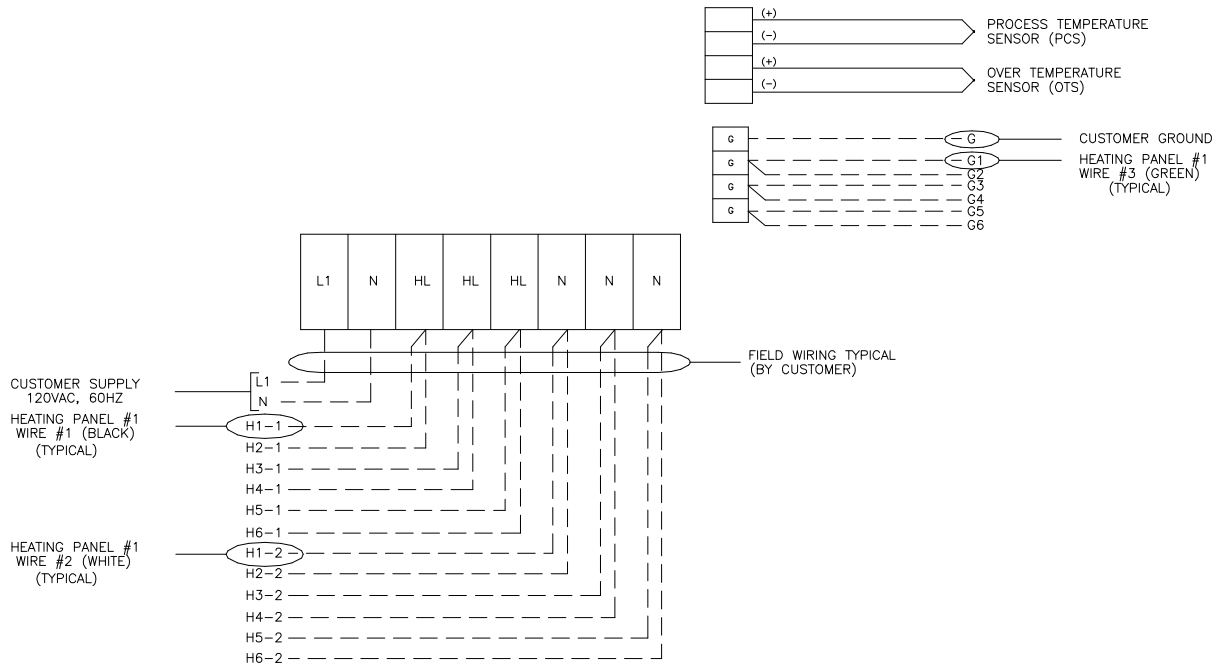 (+)
(-)
PROCESS TEMPERATURE
SENSOR (PCS)
(+)
(-)
OVER TEMPERATURE
SENSOR (OTS)
G
G
G
G
G
G1
G2
G3
G4
G5
G6
CUSTOMER GROUND
HEATING PANEL #1
WIRE #3 (GREEN)
(TYPICAL)
L1
N
HL
HL
HL
N
N
N
FIELD WIRING TYPICAL
(BY CUSTOMER)
CUSTOMER SUPPLY
120VAC, 60HZ
L1
N
HEATING PANEL #1
WIRE #1 (BLACK)
(TYPICAL)
H1-1
H2-1
H3-1
H4-1
H5-1
H6-1
HEATING PANEL #1
WIRE #2 (WHITE)
(TYPICAL)
H1-2
H2-2
H3-2
H4-2
H5-2
H6-2